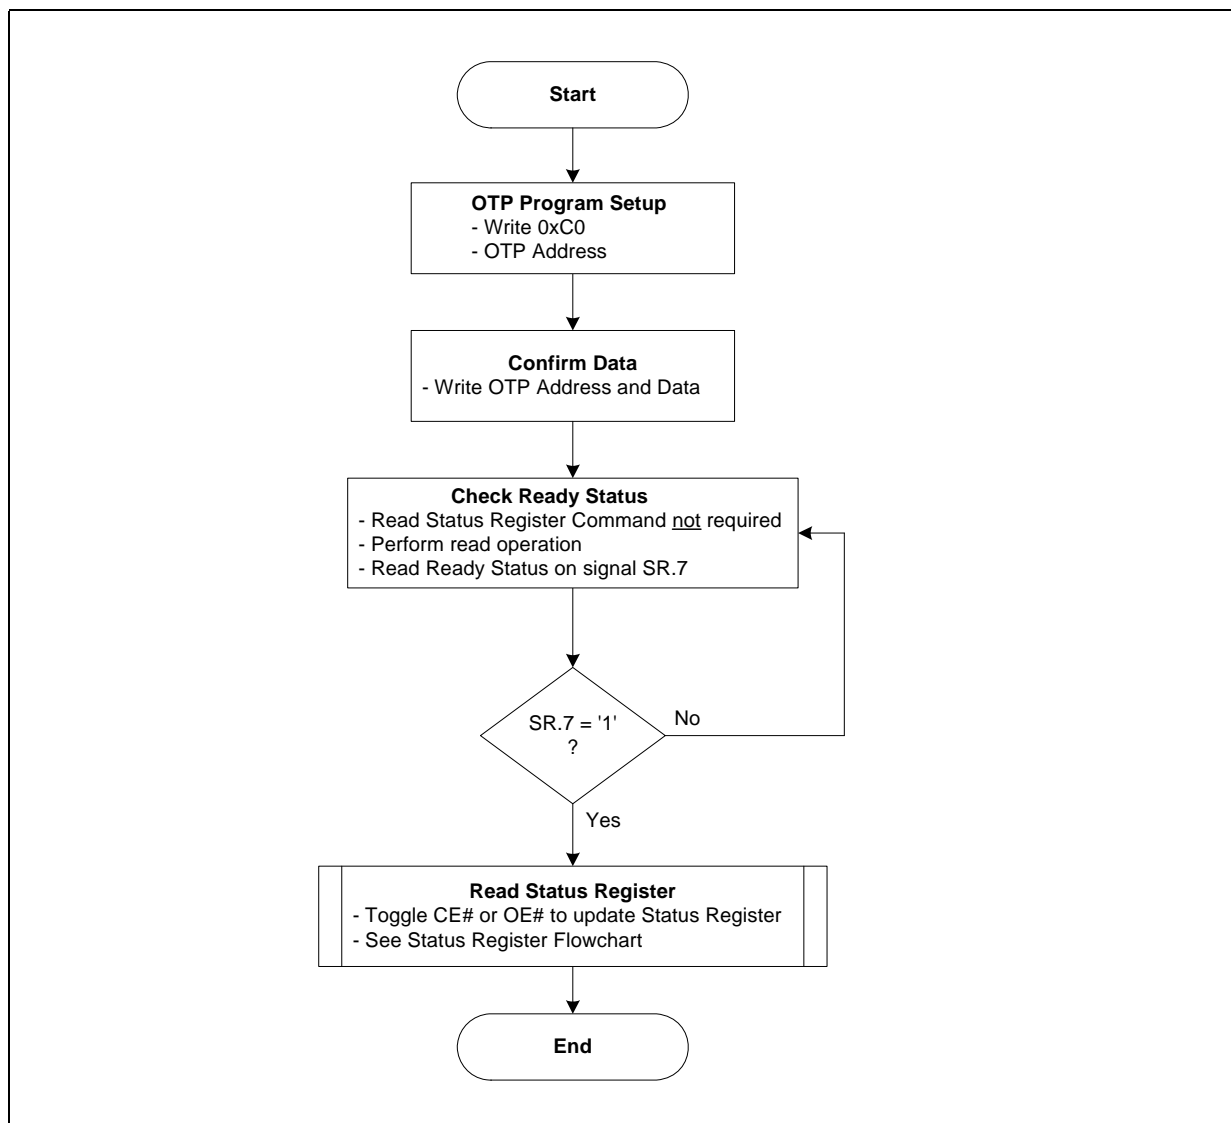 Start
OTP Program Setup
- Write 0xC0
- OTP Address
Confirm Data
- Write OTP Address and Data
Check Ready Status
- Read Status Register Command not required
- Perform read operation
- Read Ready Status on signal SR.7
SR.7 = '1'
?
No
Yes
Read Status Register
- Toggle CE# or OE# to update Status Register
- See Status Register Flowchart
End